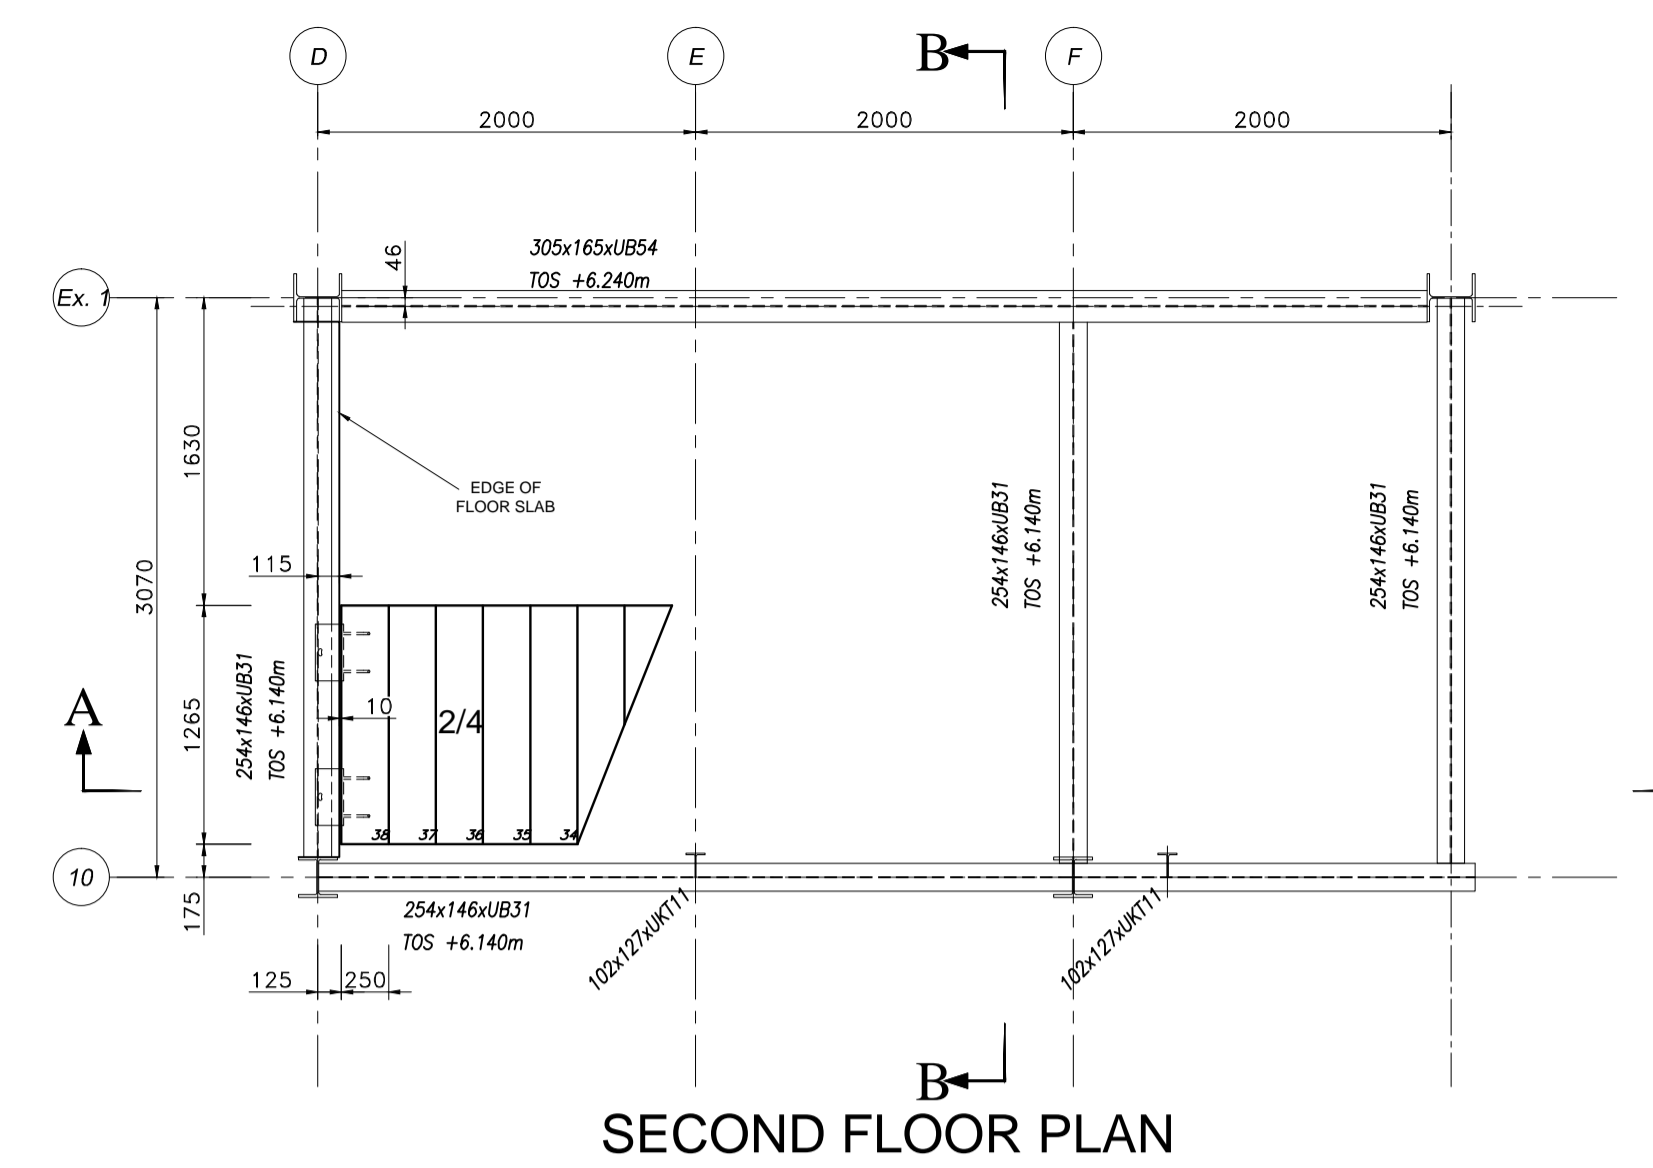 D
E
B
F
2000
2000
2000
305x165xUB54
TOS +6.240m
46
Ex. 1
1630
EDGE OF
FLOOR SLAB
254x146xUB31
TOS +6.140m
254x146xUB31
TOS +6.140m
115
3070
254x146xUB31
TOS +6.140m
1265
A
10
2/4
38
37
36
35
34
10
175
254x146xUB31
TOS +6.140m
102x127xUKT11
102x127xUKT11
125
250
B
SECOND FLOOR PLAN